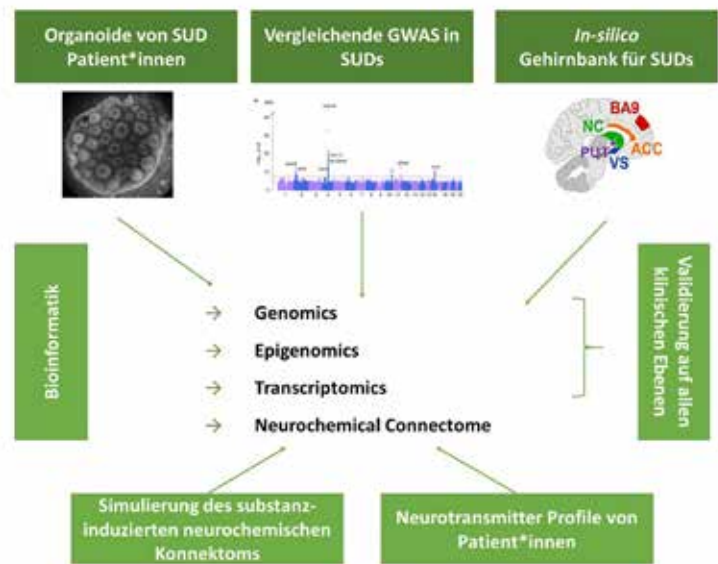 Organoide von SUD
Patient*innen
Vergleichende GWAS in
SUDs
In-silico
Gehirnbank für SUDs
BA9
NC
ACC
PUT
VS
Bioinformatik
→ Genomics
→ Epigenomics
→ Transcriptomics
→ Neurochemical Connectome
Validierung auf allen
klinischen Ebenen
Simulierung des substanz-
induzierten neurochemischen
Konnektoms
Neurotransmitter Profile von
Patient*innen